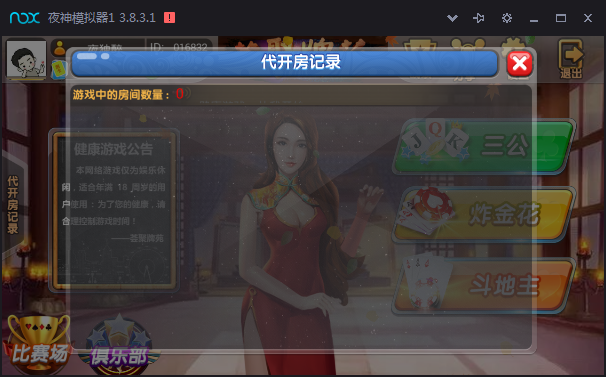 nox 夜神模拟器1 3.8.3.1
ID: 016832
代开房记录
退出
游戏中的房间数量：0
健康游戏公告
本网络游戏仅为娱乐休
闲，适合年满 18 周岁的用
户使用：为了您的健康，请
合理控制游戏时间！
三公
J Q K
炸金花
斗地主
代开房记录
比赛场
俱乐部